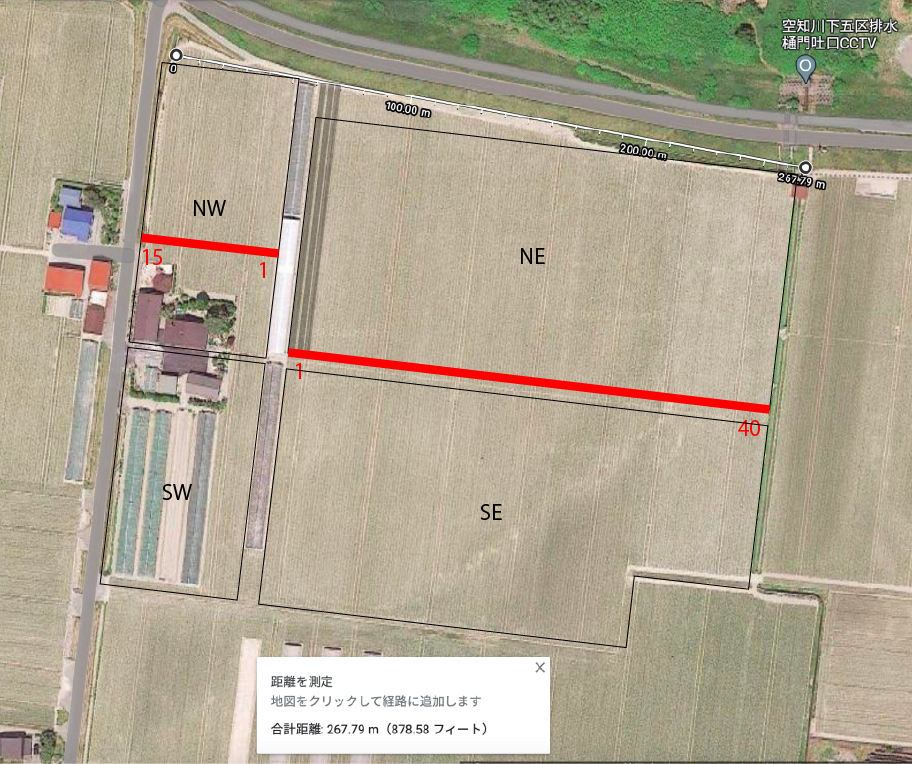 空知川下五区排水
樋門吐口CCTV
0
100.00 m
200.00 m
267.79 m
NW
NE
15
1
1
40
SW
SE
距離を測定
地図をクリックして経路に追加します
合計距離: 267.79 m（878.58 フィート）